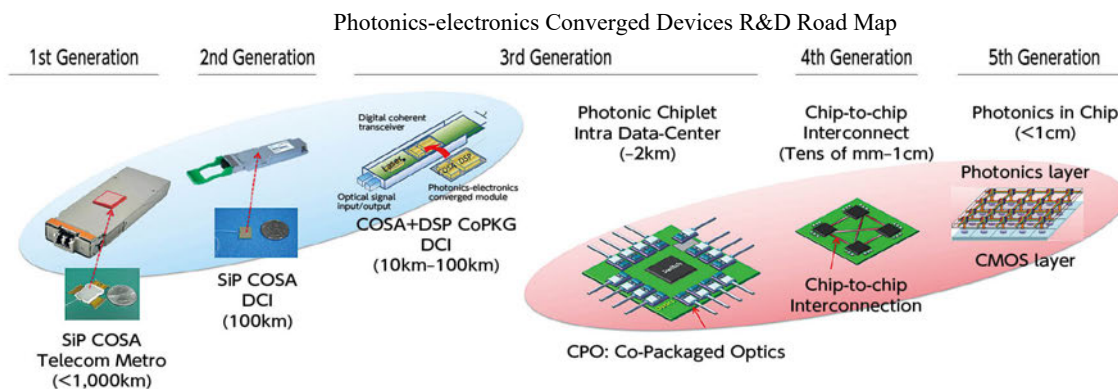 Photonics-electronics Converged Devices R&D Road Map
1st Generation
2nd Generation
3rd Generation
4th Generation
5th Generation
SiP COSA
Telecom Metro
(<1,000km)
SiP COSA
DCI
(100km)
Digital coherent
transceiver
COSA DSP
Optical signal
input/output
Photonics-electronics
converged module
COSA+DSP CoPKG
DCI
(10km–100km)
Photonic Chiplet
Intra Data-Center
(–2km)
Switch
CPO: Co-Packaged Optics
Chip-to-chip
Interconnect
(Tens of mm–1cm)
Chip-to-chip
Interconnection
Photonics in Chip
(<1cm)
Photonics layer
CMOS layer